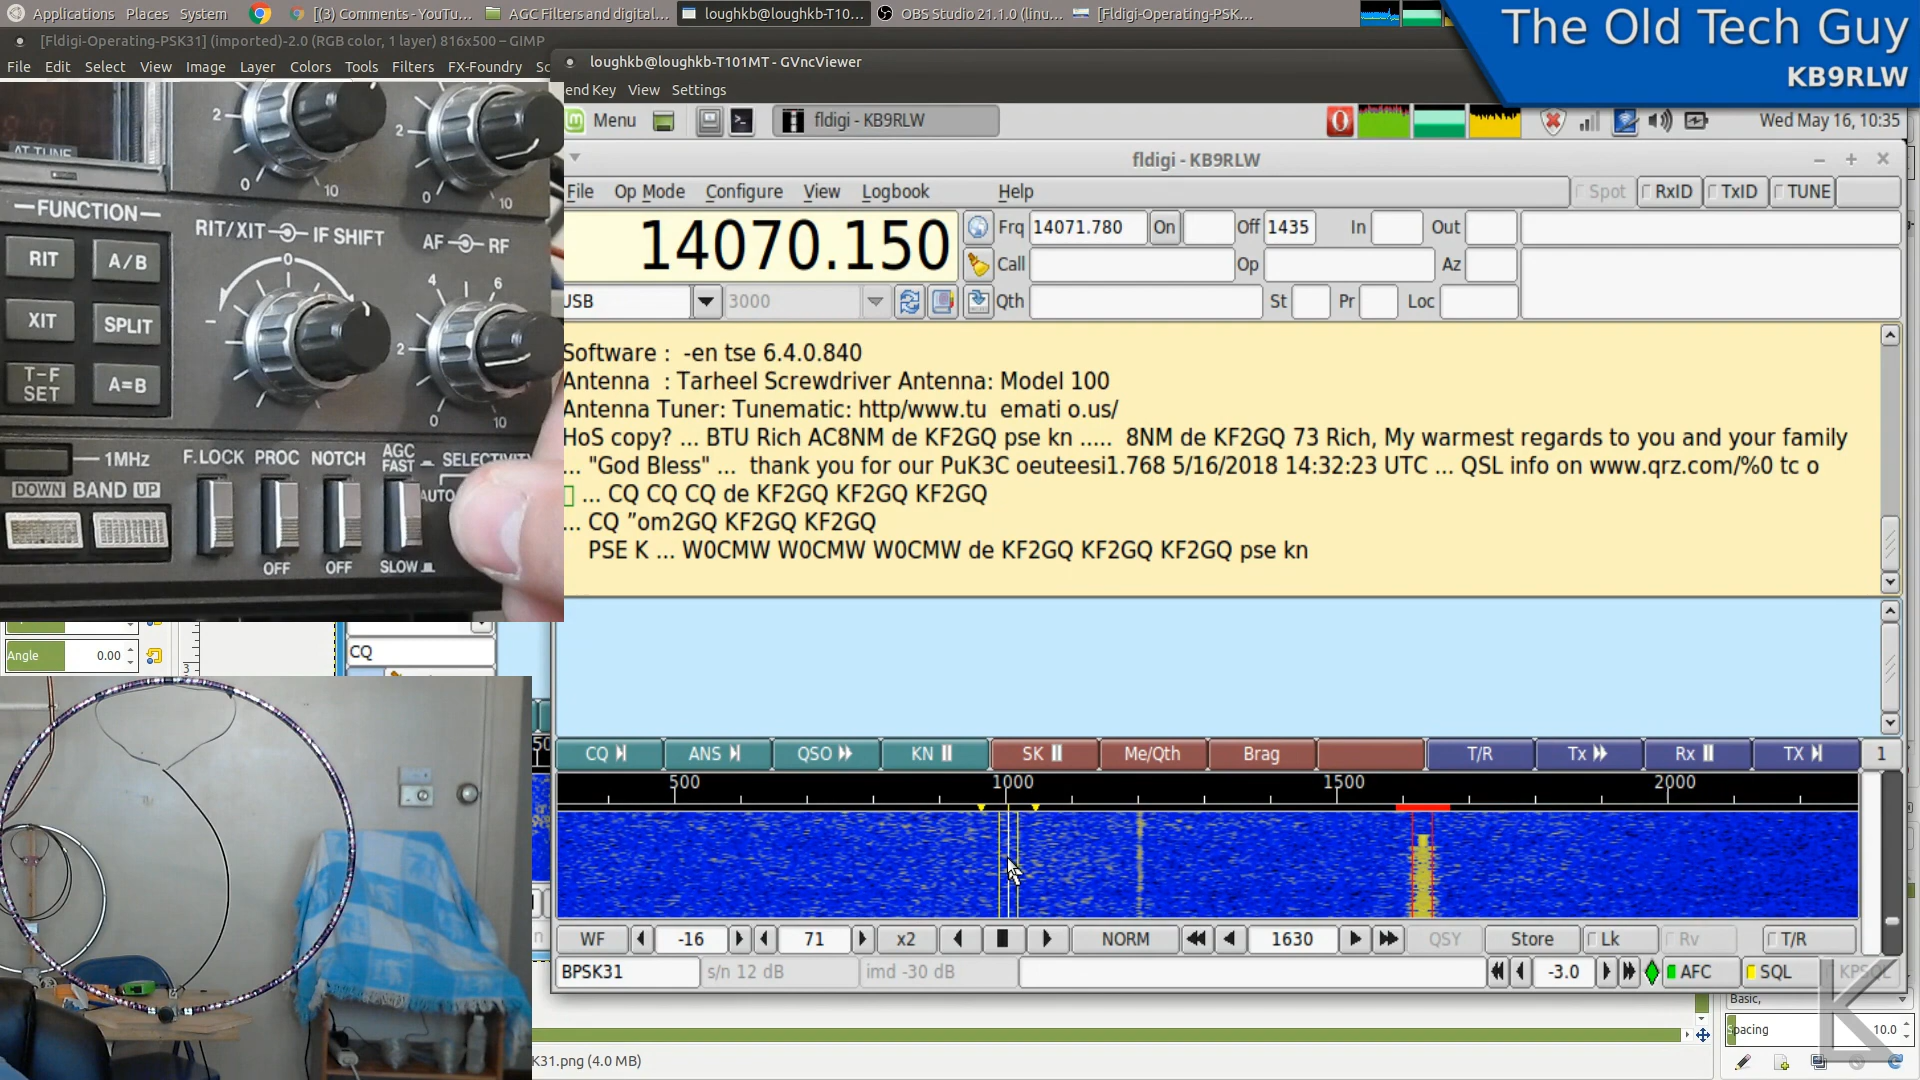 Applications Places System [(3) Comments - YouTu... AGC Filters and digital... loughkb@loughkb-T10... OBS Studio 21.1.0 (linu... [Fldigi-Operating-PSK...
The Old Tech Guy
KB9RLW
[Fldigi-Operating-PSK31] (imported)-2.0 (RGB color, 1 layer) 816x500 – GIMP
File Edit Select View Image Layer Colors Tools Filters FX-Foundry Sc
loughkb@loughkb-T101MT - GVncViewer
end Key View Settings
Menu fldigi - KB9RLW Wed May 16, 10:35
fldigi - KB9RLW
File Op Mode Configure View Logbook Help Spot RxID TxID TUNE
14070.150 Frq 14071.780 On Off 1435 In Out
Call Op Az
USB 3000 Qth St Pr Loc
Software : -en tse 6.4.0.840
Antenna : Tarheel Screwdriver Antenna: Model 100
Antenna Tuner: Tunematic: http/www.tu emati o.us/
HoS copy? ... BTU Rich AC8NM de KF2GQ pse kn ..... 8NM de KF2GQ 73 Rich, My warmest regards to you and your family
... "God Bless" ... thank you for our PuK3C oeuteesi1.768 5/16/2018 14:32:23 UTC ... QSL info on www.qrz.com/%0 tc o
... CQ CQ CQ de KF2GQ KF2GQ KF2GQ
... CQ ”om2GQ KF2GQ KF2GQ
PSE K ... W0CMW W0CMW W0CMW de KF2GQ KF2GQ KF2GQ pse kn
AT TUNE
2 0 10 2 0 10
FUNCTION
RIT/XIT IF SHIFT
AF RF
RIT A/B
0 4 6
XIT SPLIT
2
T-F SET A=B
0 10
1MHz F.LOCK PROC NOTCH AGC FAST SELECTIVITY
DOWN BAND UP AUTO
OFF OFF SLOW
Angle 0.00
CQ
CQ ANS QSO KN SK Me/Qth Brag T/R Tx Rx TX 1
500 1000 1500 2000
WF -16 71 x2 NORM 1630 QSY Store Lk Rv T/R
BPSK31 s/n 12 dB imd -30 dB -3.0 AFC SQL KPSQL
Basic,
Spacing 10.0
K31.png (4.0 MB)
K